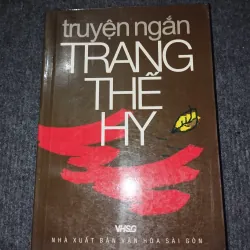 truyện ngắn
TRANG
THẾ
HY
VHSG
NHÀ XUẤT BẢN VĂN HÓA SÀI GÒN